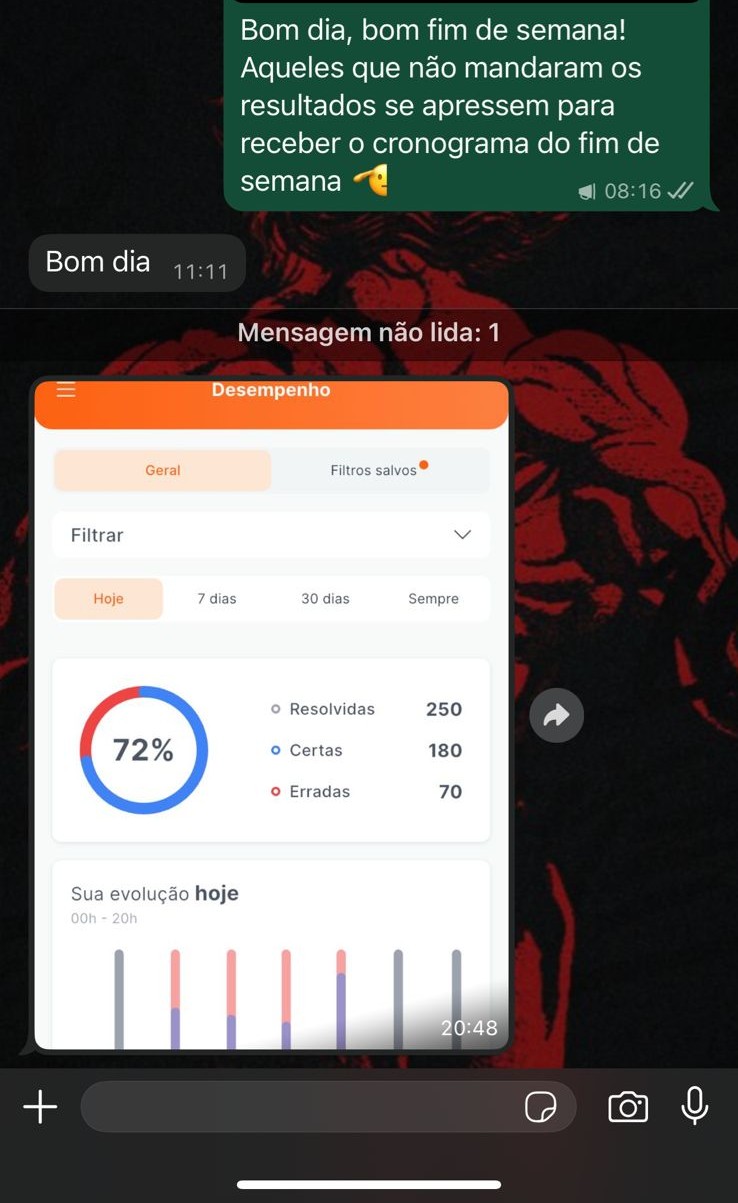 Bom dia, bom fim de semana!
Aqueles que não mandaram os
resultados se apressem para
receber o cronograma do fim de
semana
08:16
Bom dia 11:11
Mensagem não lida: 1
Desempenho
Geral
Filtros salvos
Filtrar
Hoje
7 dias
30 dias
Sempre
72%
Resolvidas 250
Certas 180
Erradas 70
Sua evolução hoje
00h - 20h
20:48